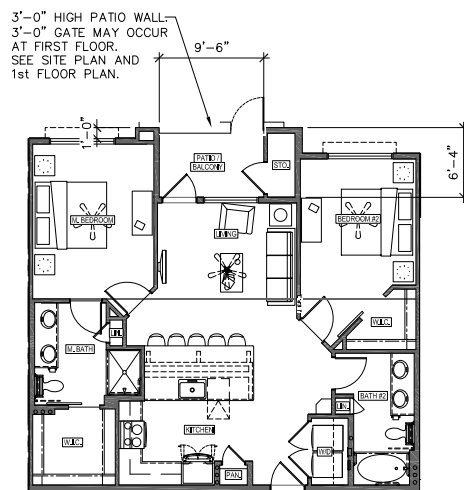 3'-0" HIGH PATIO WALL.
3'-0" GATE MAY OCCUR
AT FIRST FLOOR.
SEE SITE PLAN AND
1st FLOOR PLAN.
9'-6"
1'-0"
6'-4"
PATIO /
BALCONY
STO.
M. BEDROOM
LIVING
BEDROOM #2
W.I.C.
LIN.
M. BATH
BATH #2
LIN.
KITCHEN
W.I.C.
PAN.
W/D